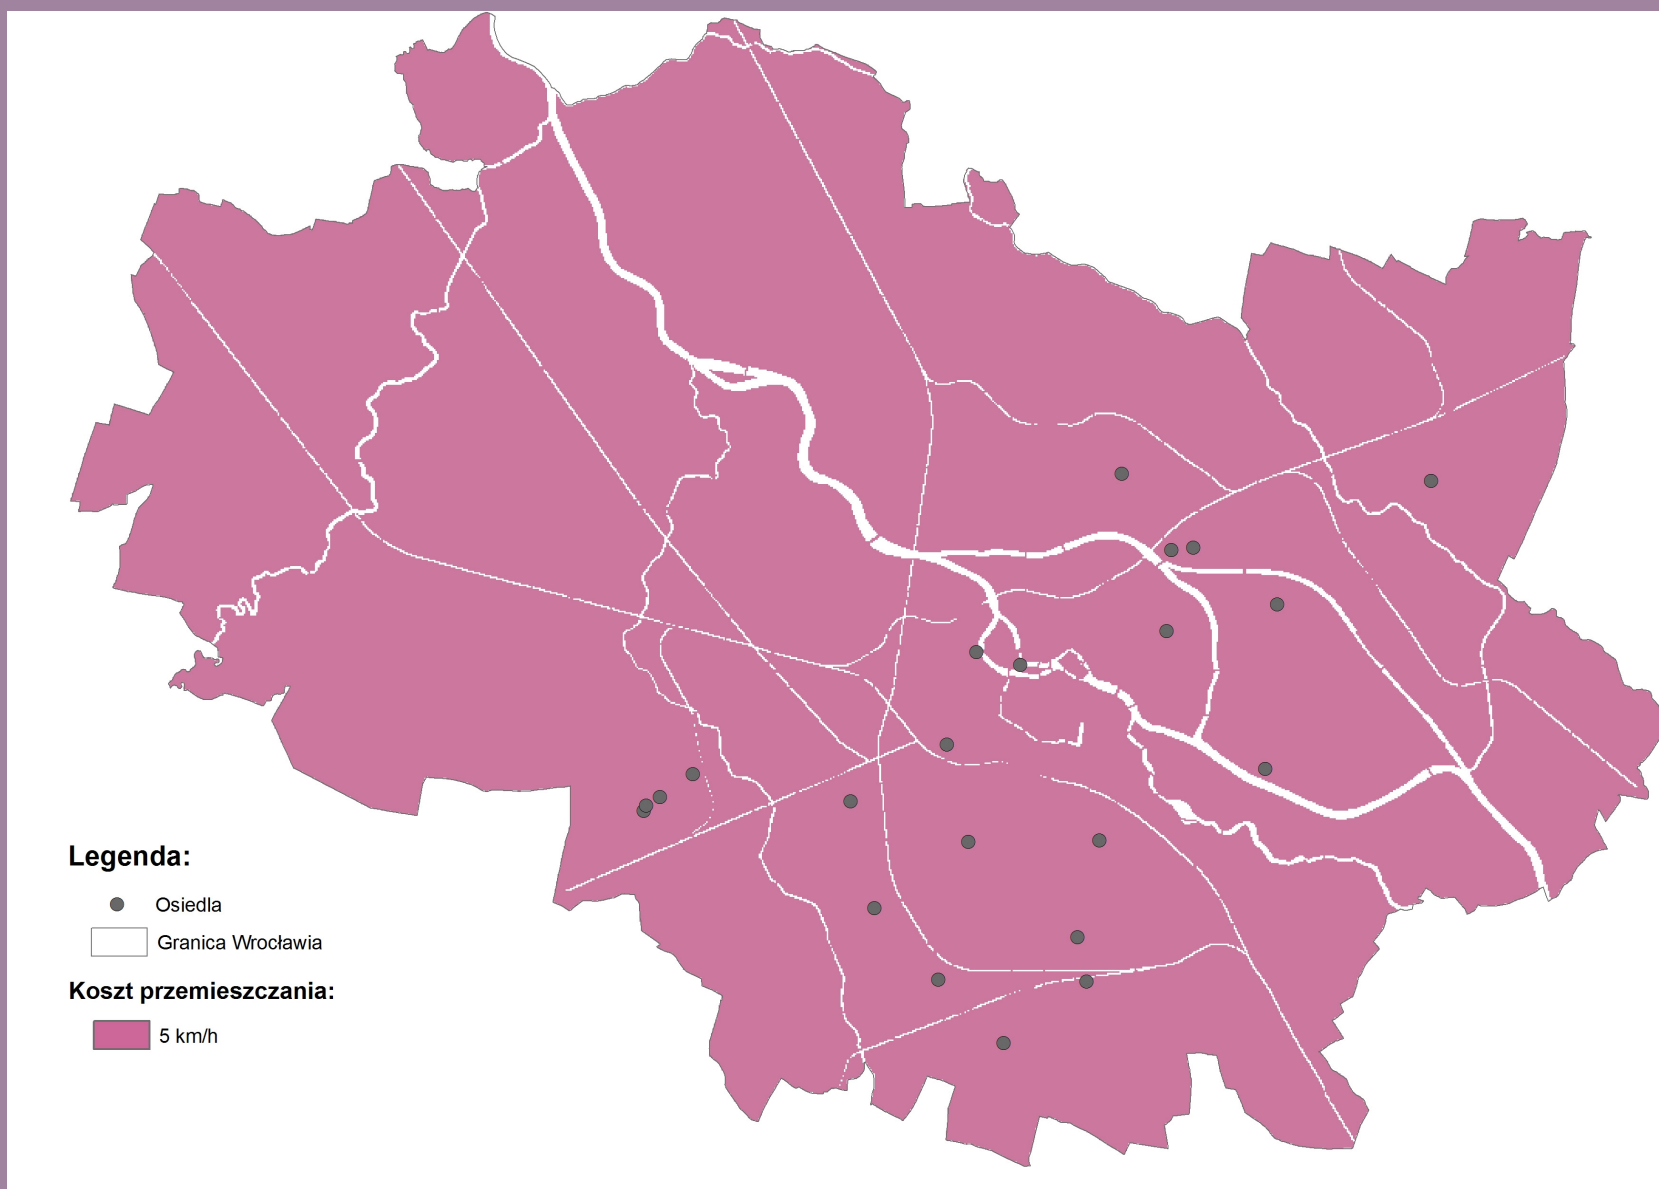 Legenda:
Osiedla
Granica Wrocławia
Koszt przemieszczania:
5 km/h